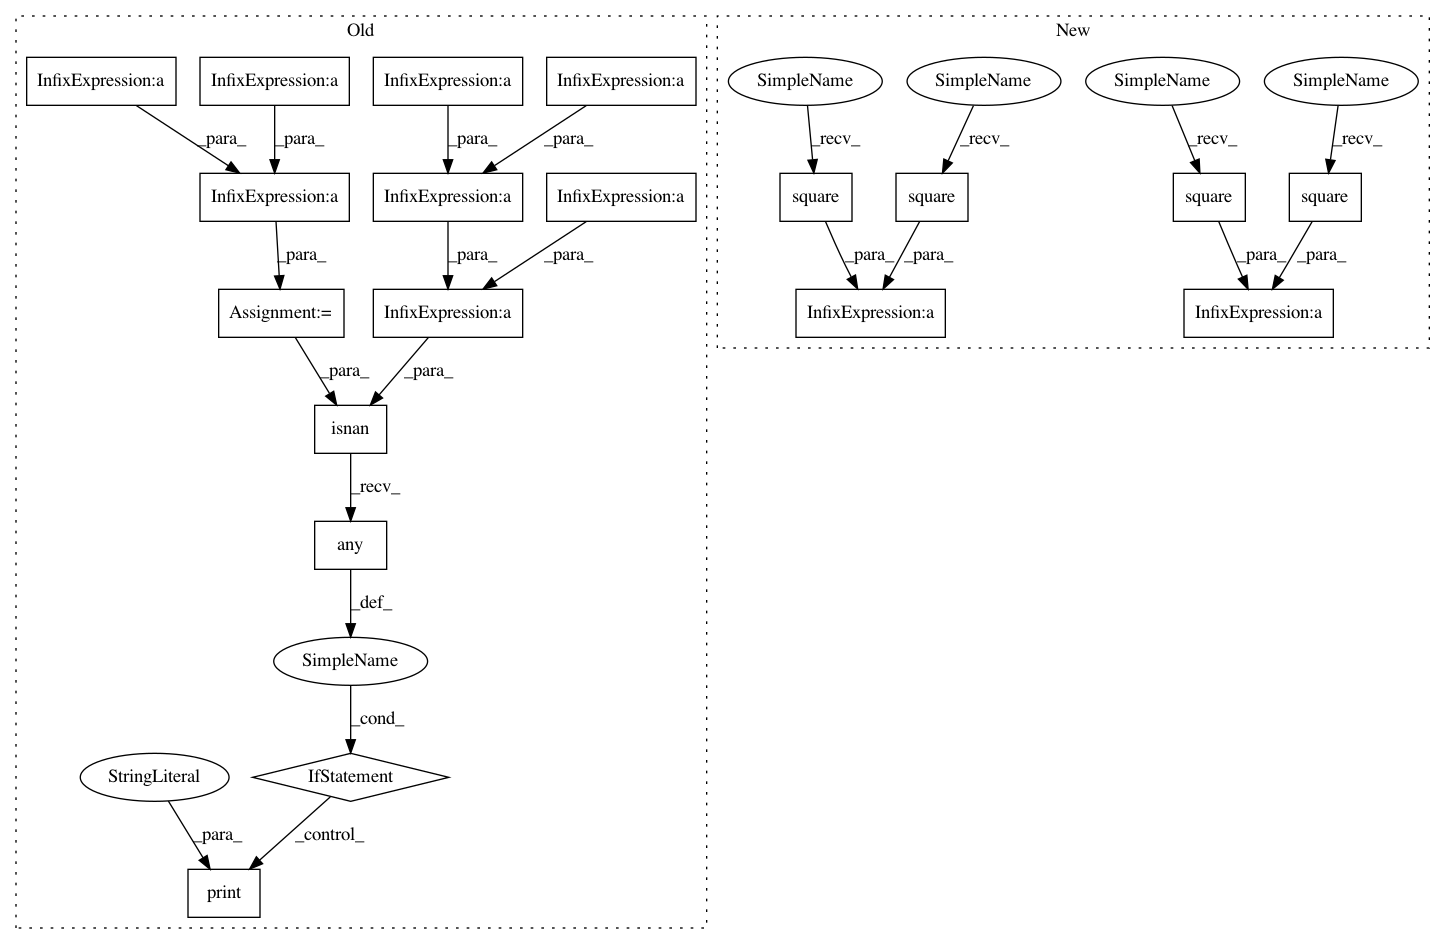 Old
New
InfixExpression:a InfixExpression:a InfixExpression:a InfixExpression:a SimpleName SimpleName SimpleName SimpleName
_para_ _para_ _para_ _para_ _recv_ _recv_ _recv_ _recv_
InfixExpression:a InfixExpression:a InfixExpression:a square square square square
_para_ _para_ _para_ _para_ _para_ _para_ _para_
Assignment:= InfixExpression:a InfixExpression:a InfixExpression:a
_para_ _para_
isnan
_recv_
any
_def_
SimpleName
_cond_
StringLiteral IfStatement
_para_ _control_
print